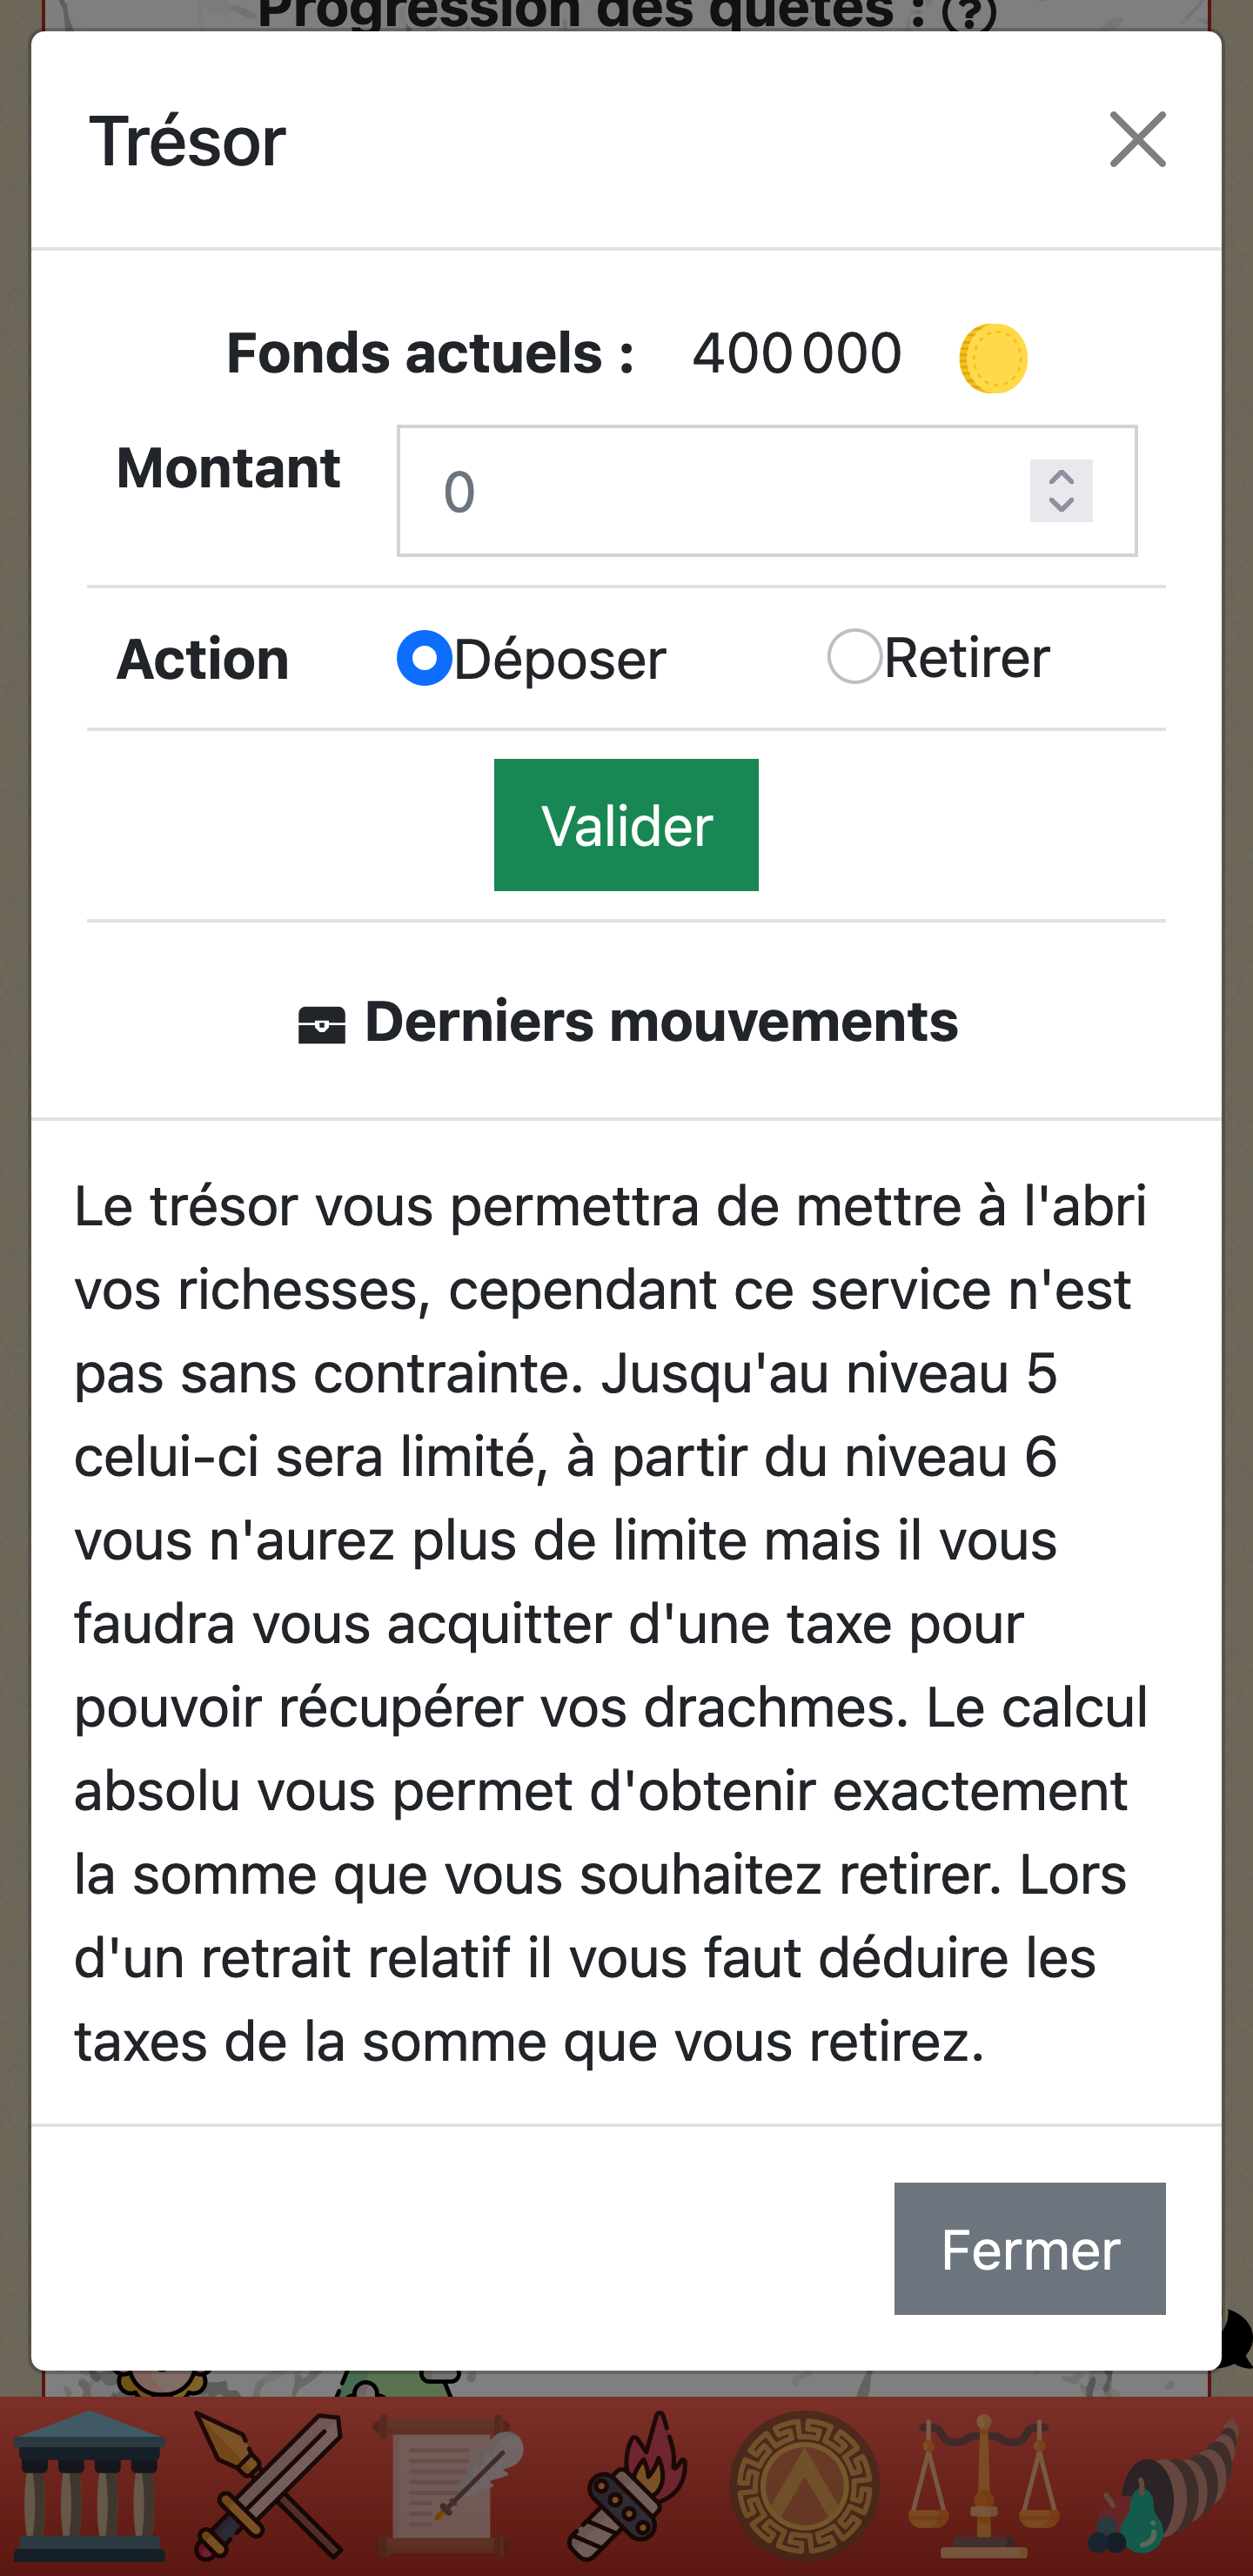 Progression des quêtes : (?)
Trésor
Fonds actuels : 400 000
Montant
0
Action
Déposer
Retirer
Valider
Derniers mouvements
Le trésor vous permettra de mettre à l'abri
vos richesses, cependant ce service n'est
pas sans contrainte. Jusqu'au niveau 5
celui-ci sera limité, à partir du niveau 6
vous n'aurez plus de limite mais il vous
faudra vous acquitter d'une taxe pour
pouvoir récupérer vos drachmes. Le calcul
absolu vous permet d'obtenir exactement
la somme que vous souhaitez retirer. Lors
d'un retrait relatif il vous faut déduire les
taxes de la somme que vous retirez.
Fermer